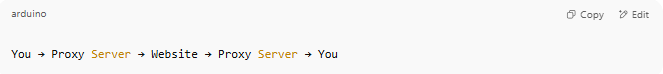 arduino
Copy
Edit
You → Proxy Server → Website → Proxy Server → You